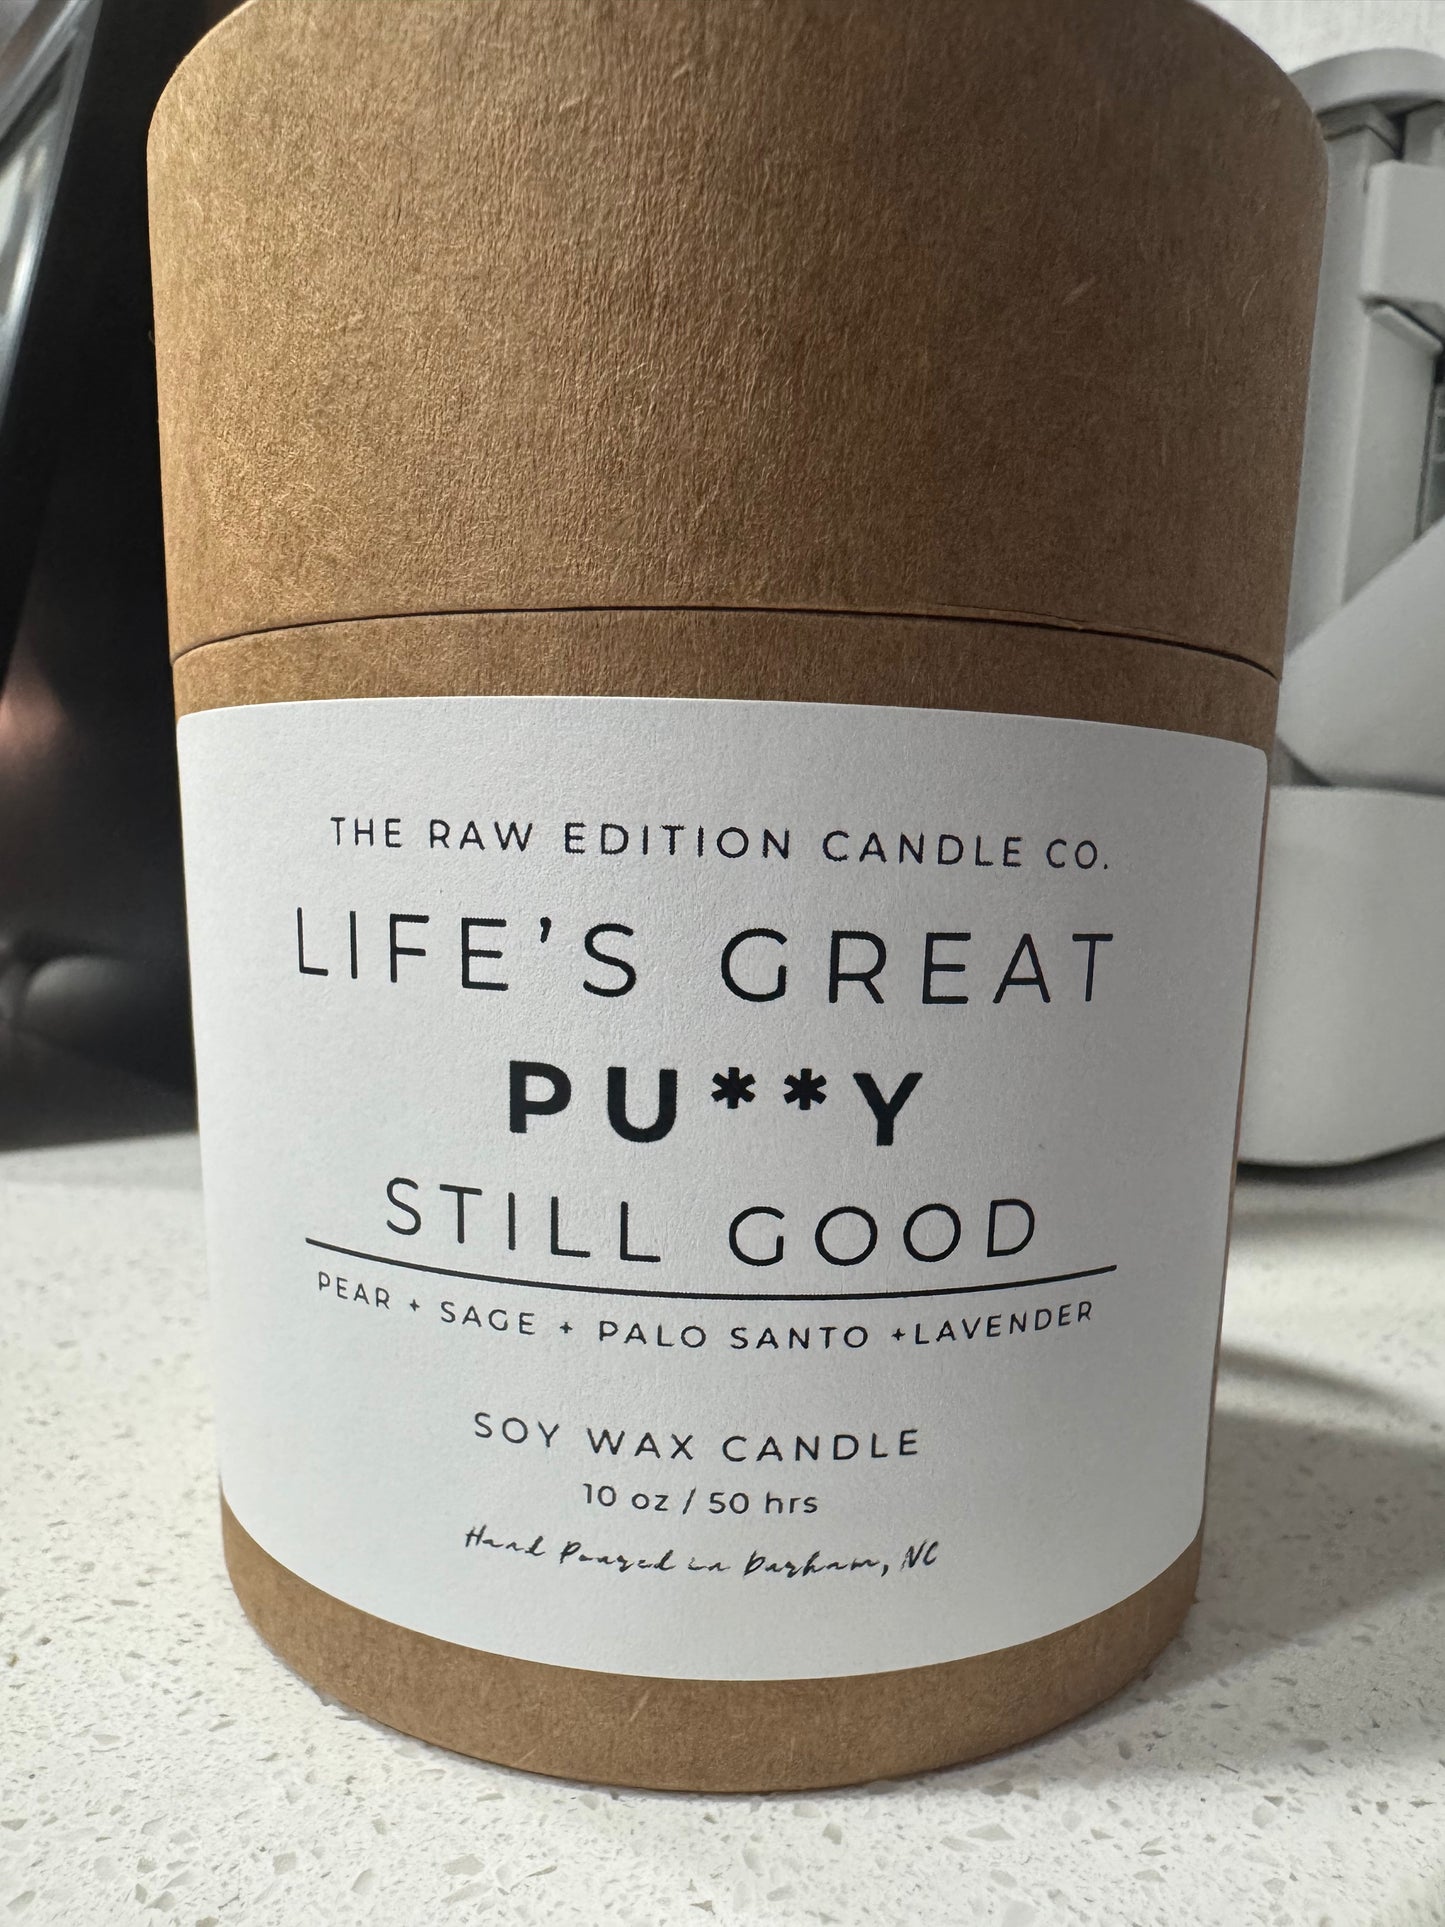 THE RAW EDITION CANDLE CO.
LIFE'S GREAT
PU**Y
STILL GOOD
PEAR + SAGE + PALO SANTO +LAVENDER
SOY WAX CANDLE
10 oz / 50 hrs
Hand Poured in Durham, NC